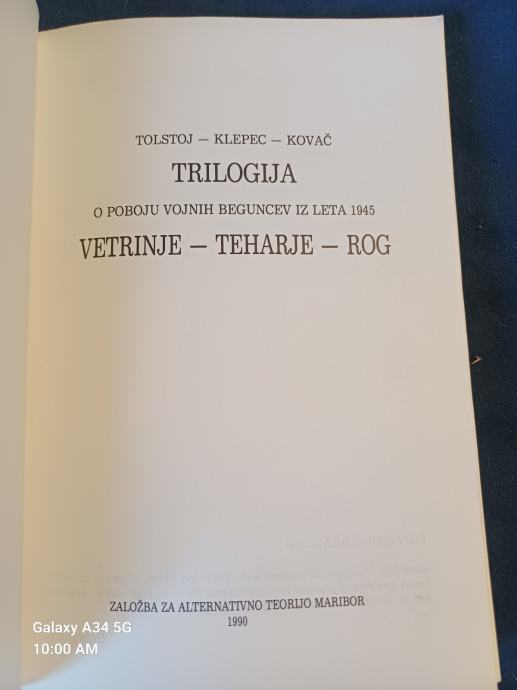 TOLSTOJ – KLEPEC – KOVAČ
TRILOGIJA
O POBOJU VOJNIH BEGUNCEV IZ LETA 1945
VETRINJE – TEHARJE – ROG
ZALOŽBA ZA ALTERNATIVNO TEORIJO MARIBOR
1990
Galaxy A34 5G
10:00 AM